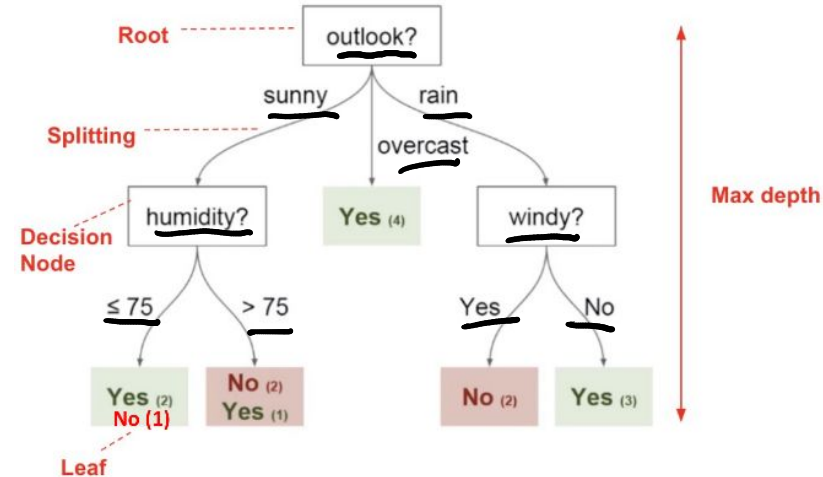 Root
outlook?
sunny
rain
Splitting
overcast
Max depth
humidity?
Yes (4)
windy?
Decision
Node
≤ 75
> 75
Yes
No
Yes (2)
No (1)
No (2)
Yes (1)
No (2)
Yes (3)
Leaf